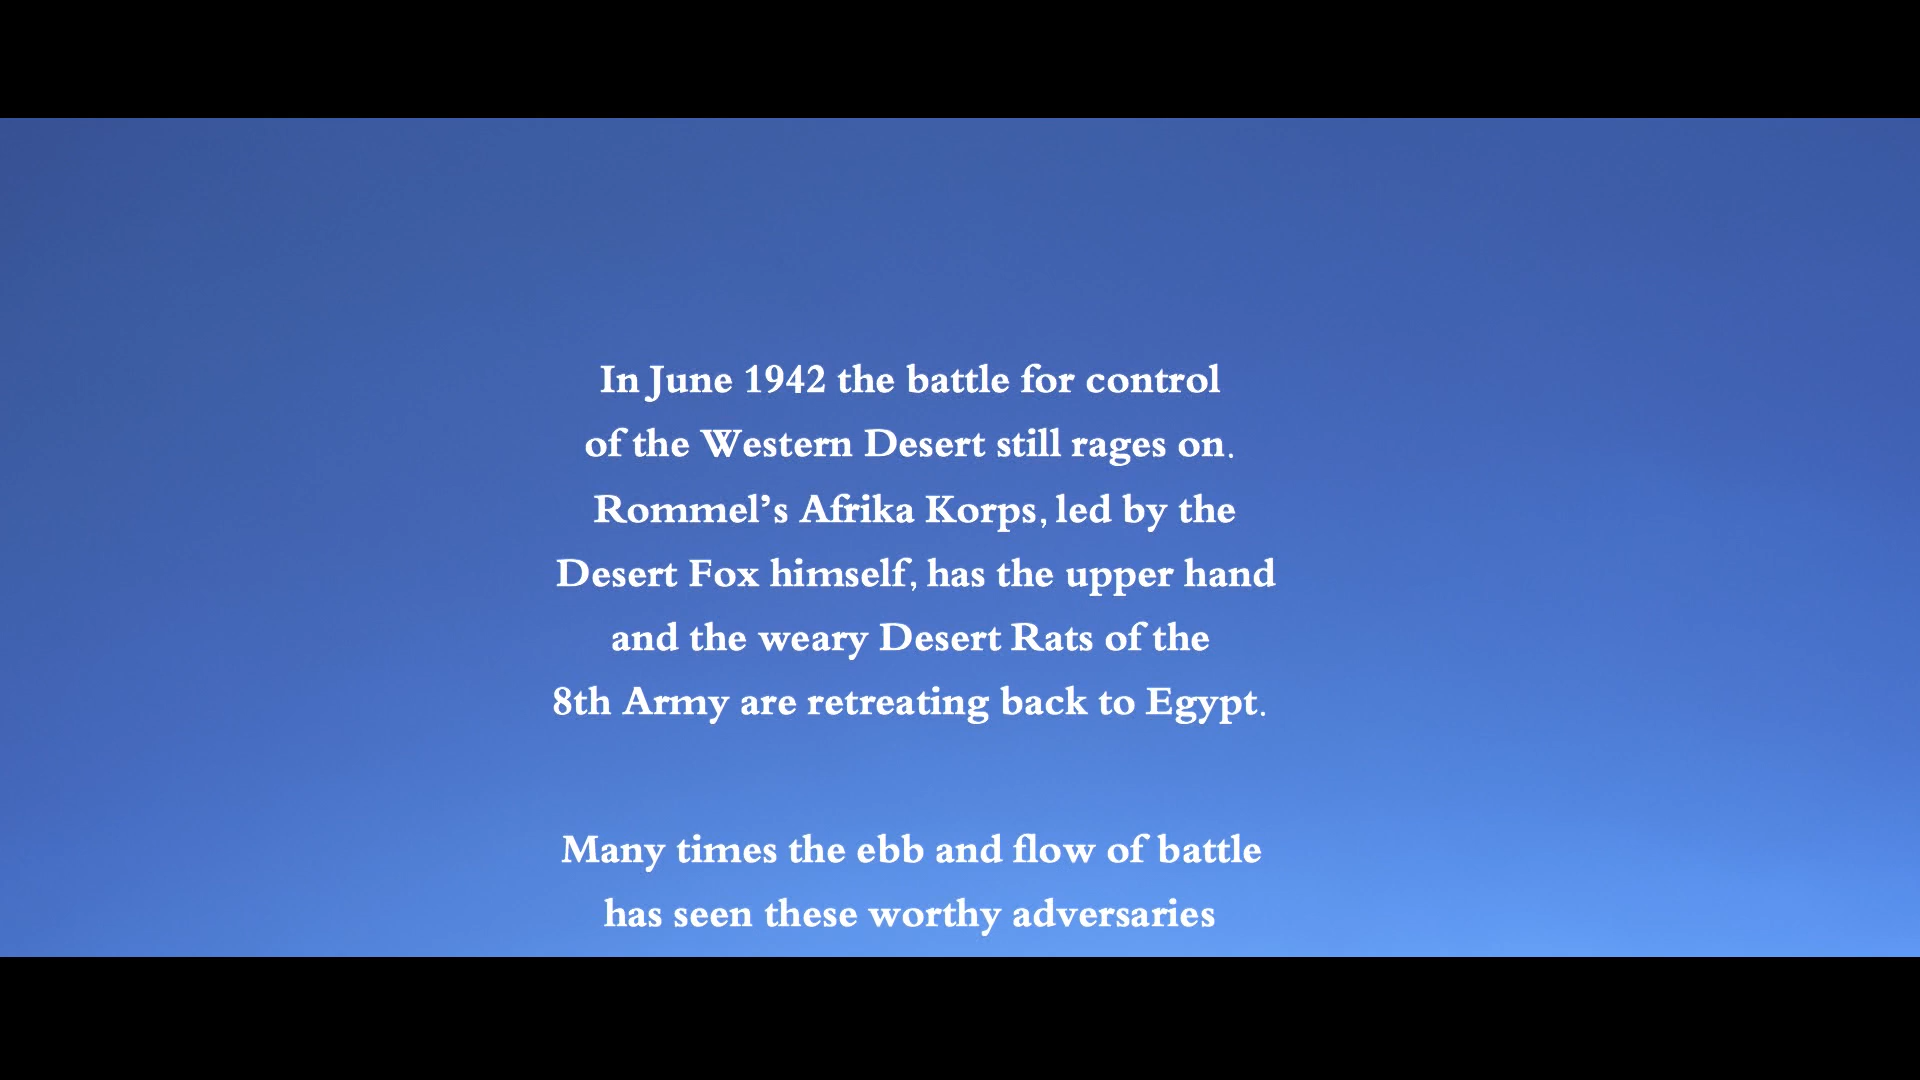 In June 1942 the battle for control
of the Western Desert still rages on.
Rommel’s Afrika Korps, led by the
Desert Fox himself, has the upper hand
and the weary Desert Rats of the
8th Army are retreating back to Egypt.
Many times the ebb and flow of battle
has seen these worthy adversaries